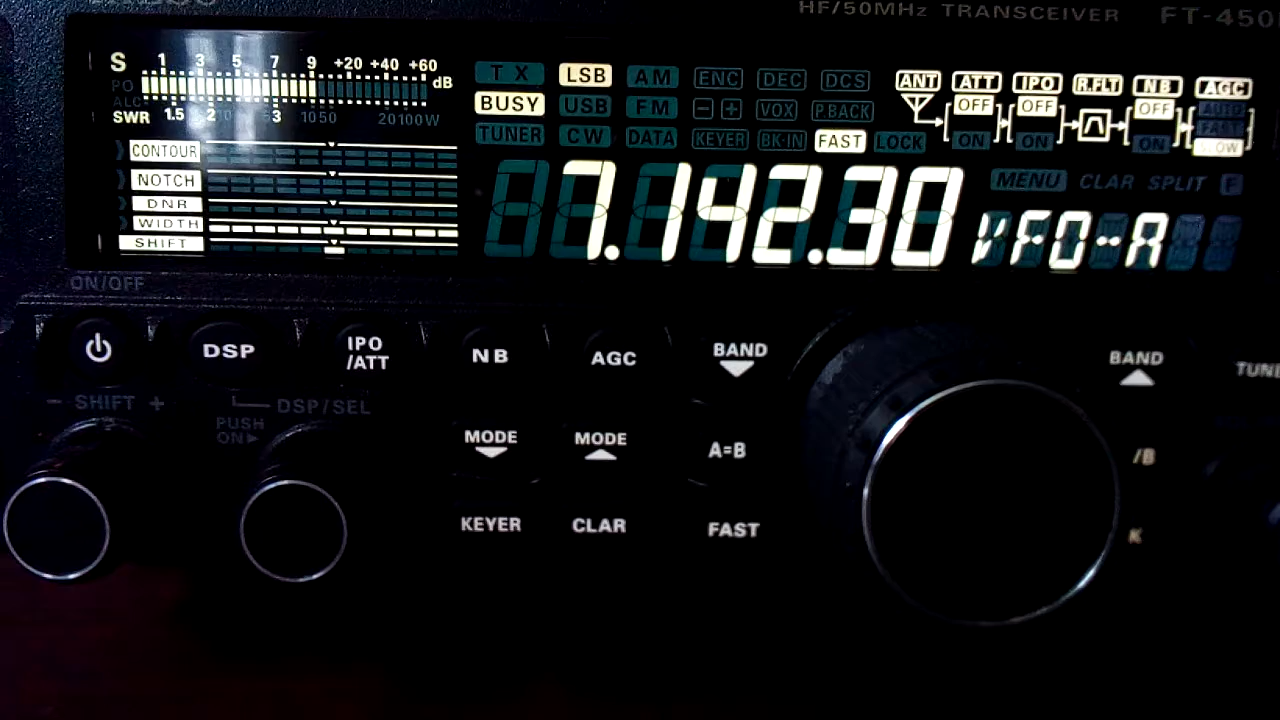 HF/50MHz TRANSCEIVER FT-450
S 1 3 5 7 9 +20 +40 +60 dB
PO
ALC
SWR 1.5 2 10 3 10 50 20 100W
CONTOUR
NOTCH
DNR
WIDTH
SHIFT
TX LSB AM ENC DEC DCS
BUSY USB FM − + VOX P.BACK
TUNER CW DATA KEYER BK-IN FAST LOCK
ANT ATT IPO R.FLT NB AGC
OFF OFF OFF AUTO
FAST
ON ON ON SLOW
MENU CLAR SPLIT F
7.142.30 VFO-A
ON/OFF
DSP IPO/ATT NB AGC BAND BAND TUN
− SHIFT + DSP/SEL
PUSH
ON
MODE MODE A=B /B
KEYER CLAR FAST K